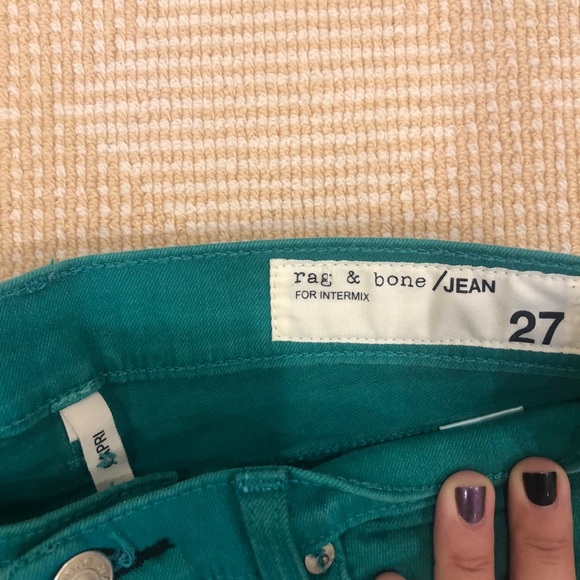 rag & bone/JEAN
FOR INTERMIX
27